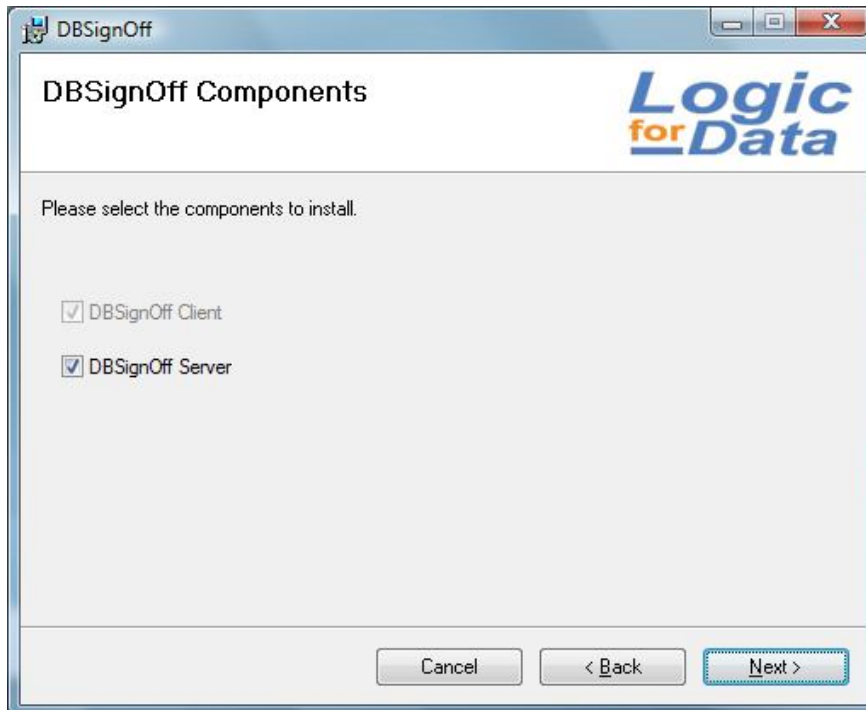 DBSignOff
DBSignOff Components
Logic
for Data
Please select the components to install.
DBSignOff Client
DBSignOff Server
Cancel
< Back
Next >